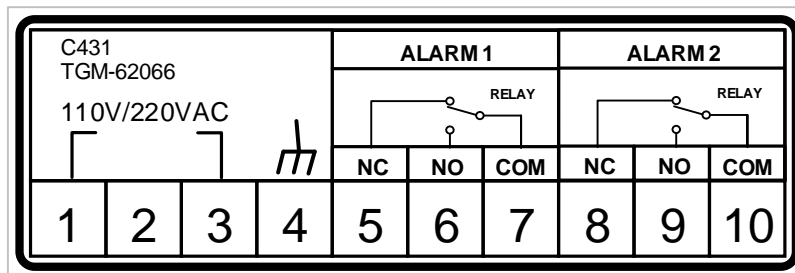 C431
TGM-62066
110V/220VAC
ALARM 1
RELAY
NC NO COM
ALARM 2
RELAY
NC NO COM
1 2 3 4 5 6 7 8 9 10